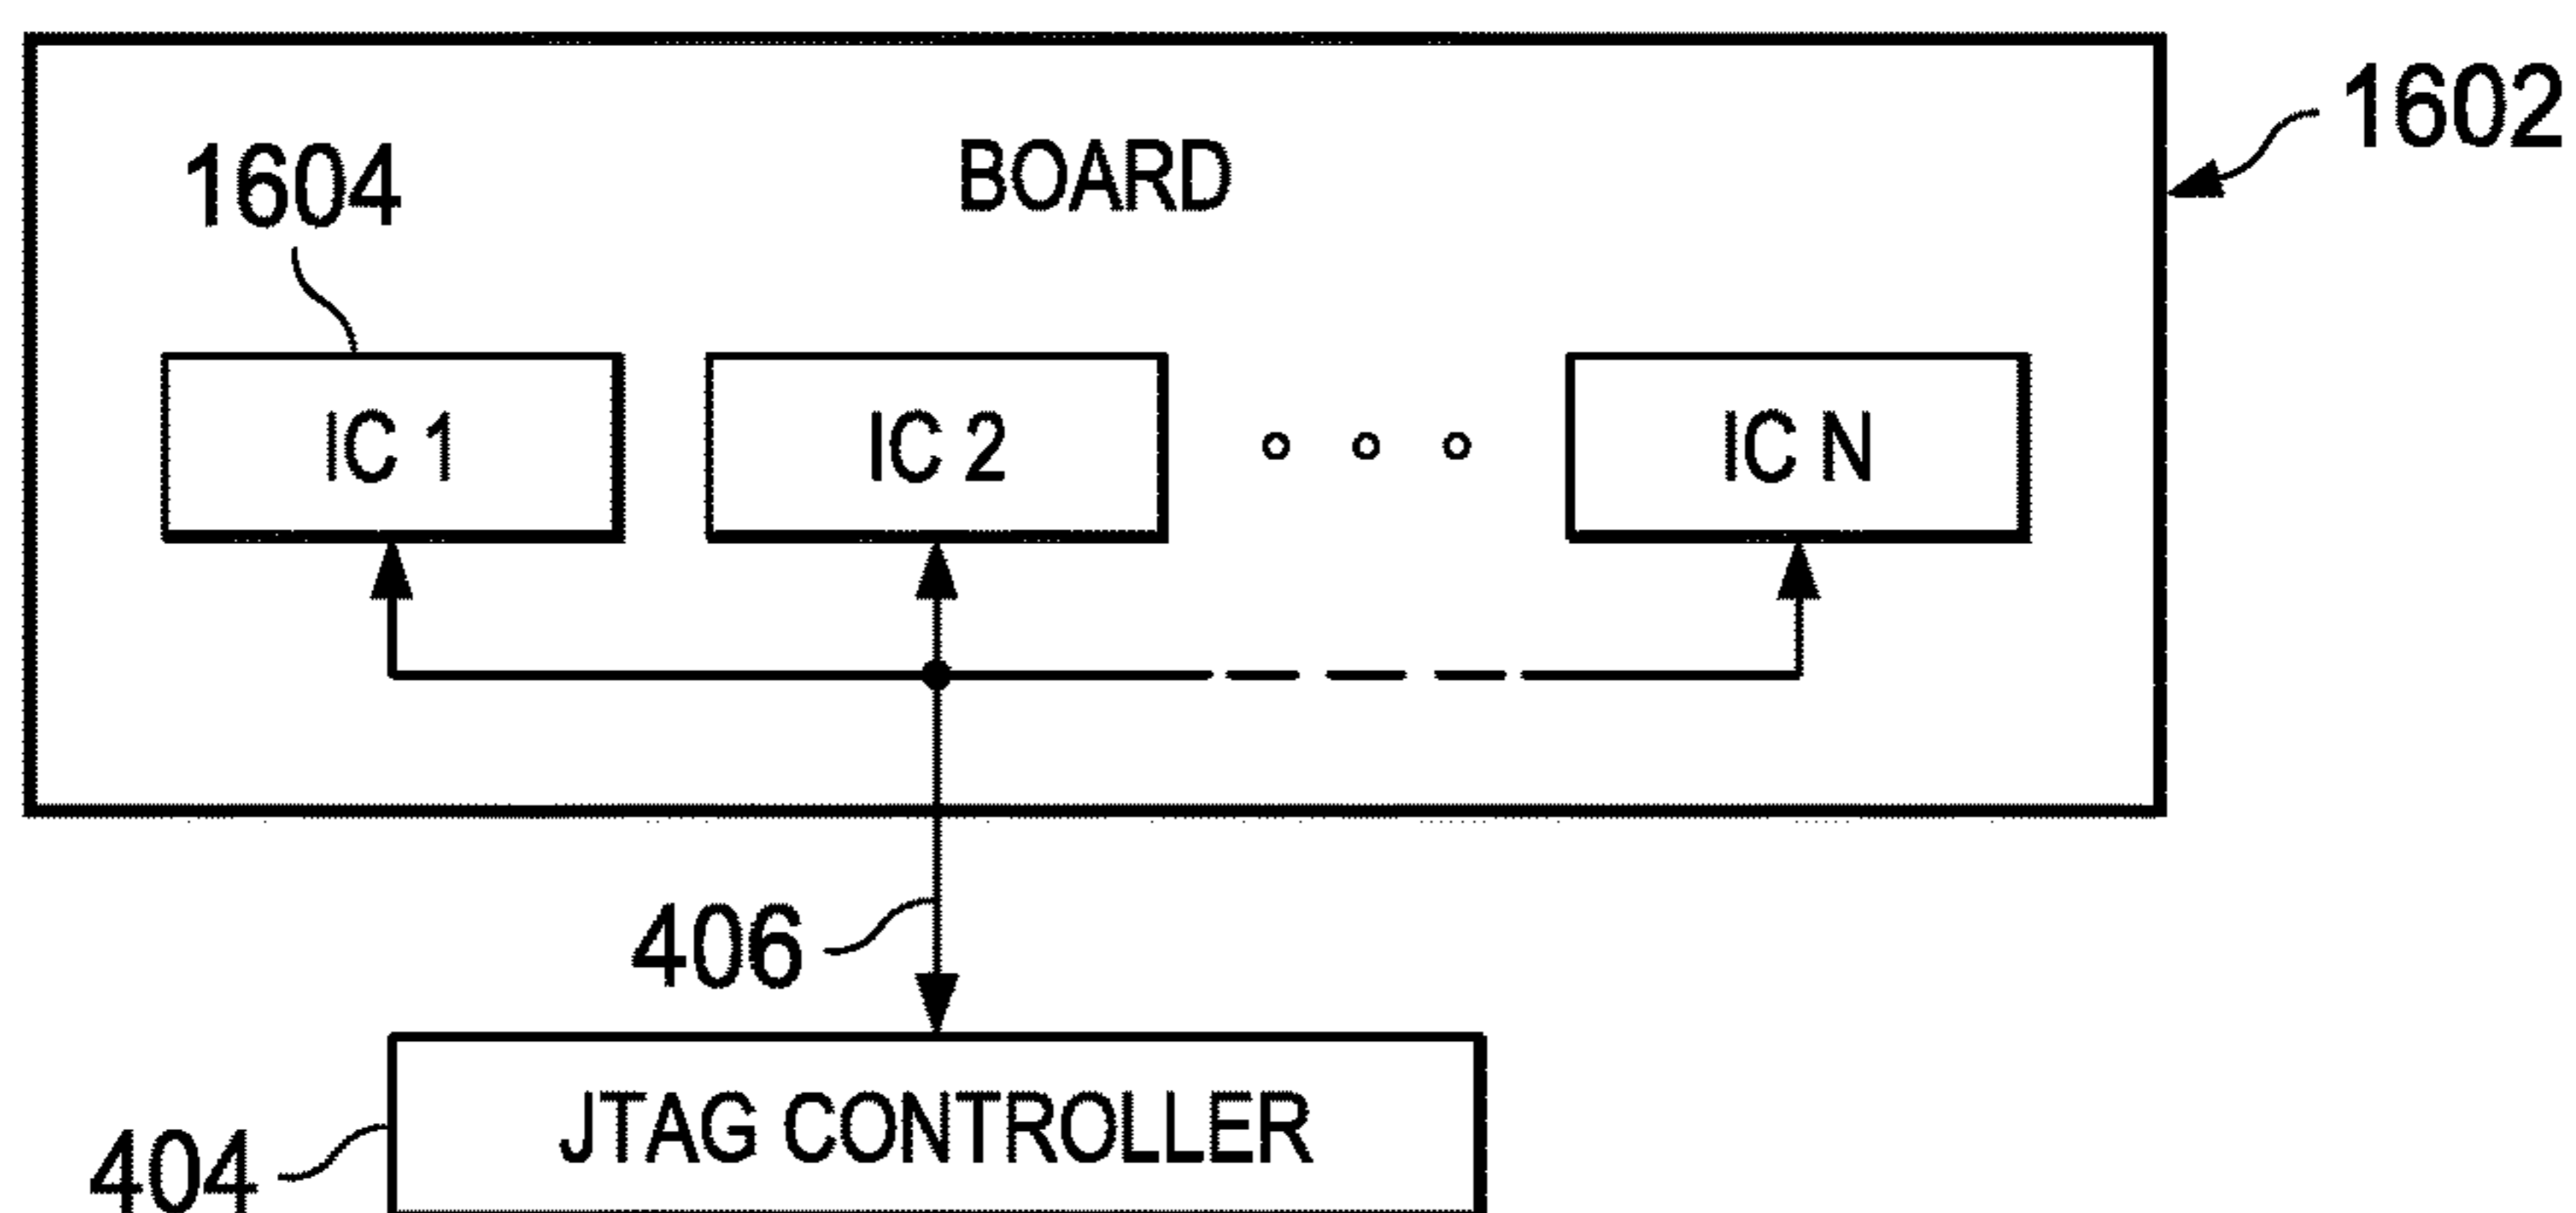 1602
BOARD
1604
IC 1 IC 2 IC N
406
JTAG CONTROLLER
404